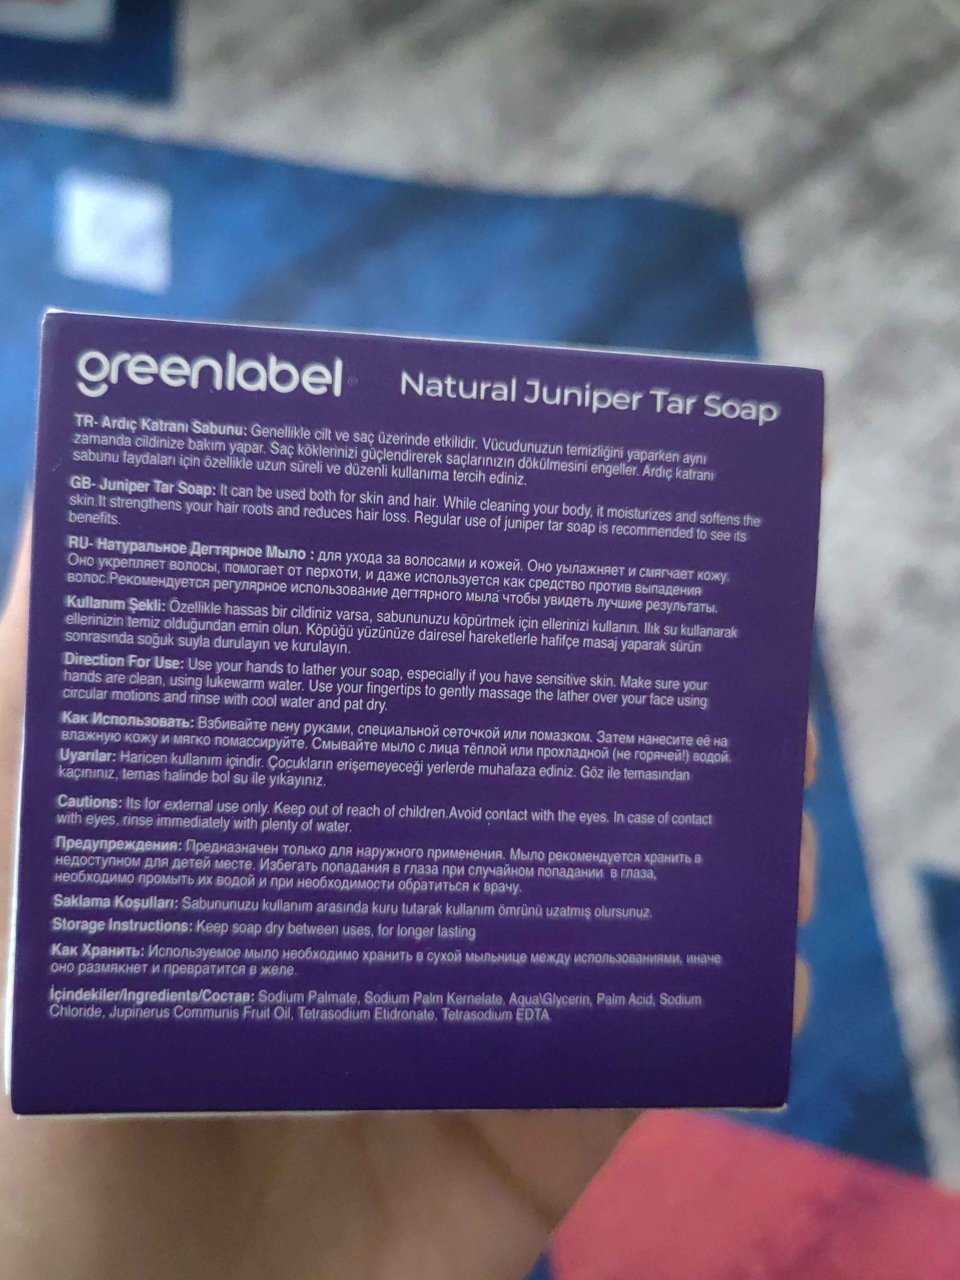 greenlabel
Natural Juniper Tar Soap
TR- Ardıç Katranı Sabunu: Genellikle cilt ve saç üzerinde etkilidir. Vücudunuzun temizliğini yaparken aynı
zamanda cildinize bakım yapar. Saç köklerinizi güçlendirerek saçlarınızın dökülmesini engeller. Ardıç katranı
sabunu faydaları için özellikle uzun süreli ve düzenli kullanıma tercih ediniz.
GB- Juniper Tar Soap: It can be used both for skin and hair. While cleaning your body, it moisturizes and softens the
skin.It strengthens your hair roots and reduces hair loss. Regular use of juniper tar soap is recommended to see its
benefits.
RU- Натуральное Дегтярное Мыло : для ухода за волосами и кожей. Оно уылажняет и смягчает кожу.
Оно укрепляет волосы, помогает от перхоти, и даже используется как средство против выпадения
волос.Рекомендуется регулярное использование дегтярного мыла чтобы увидеть лучшие результаты.
Kullanım Şekli: Özellikle hassas bir cildiniz varsa, sabununuzu köpürtmek için ellerinizi kullanın. Ilık su kullanarak
ellerinizin temiz olduğundan emin olun. Köpüğü yüzünüze dairesel hareketlerle hafifçe masaj yaparak sürün
sonrasında soğuk suyla durulayın ve kurulayın.
Direction For Use: Use your hands to lather your soap, especially if you have sensitive skin. Make sure your
hands are clean, using lukewarm water. Use your fingertips to gently massage the lather over your face using
circular motions and rinse with cool water and pat dry.
Как Использовать: Взбивайте пену руками, специальной сеточкой или помазком. Затем нанесите её на
влажную кожу и мягко помассируйте. Смывайте мыло с лица тёплой или прохладной (не горячей!) водой.
Uyarılar: Haricen kullanım içindir. Çocukların erişemeyeceği yerlerde muhafaza ediniz. Göz ile temasından
kaçınınız, temas halinde bol su ile yıkayınız.
Cautions: Its for external use only. Keep out of reach of children.Avoid contact with the eyes. In case of contact
with eyes, rinse immediately with plenty of water.
Предупреждения: Предназначен только для наружного применения. Мыло рекомендуется хранить в
недоступном для детей месте. Избегать попадания в глаза при случайном попадании в глаза,
необходимо промыть их водой и при необходимости обратиться к врачу.
Saklama Koşulları: Sabununuzu kullanım arasında kuru tutarak kullanım ömrünü uzatmış olursunuz.
Storage Instructions: Keep soap dry between uses, for longer lasting
Как Хранить: Используемое мыло необходимо хранить в сухой мыльнице между использованиями, иначе
оно размякнет и превратится в желе.
İçindekiler/Ingredients/Состав: Sodium Palmate, Sodium Palm Kernelate, Aqua\Glycerin, Palm Acid, Sodium
Chloride, Jupinerus Communis Fruit Oil, Tetrasodium Etidronate, Tetrasodium EDTA